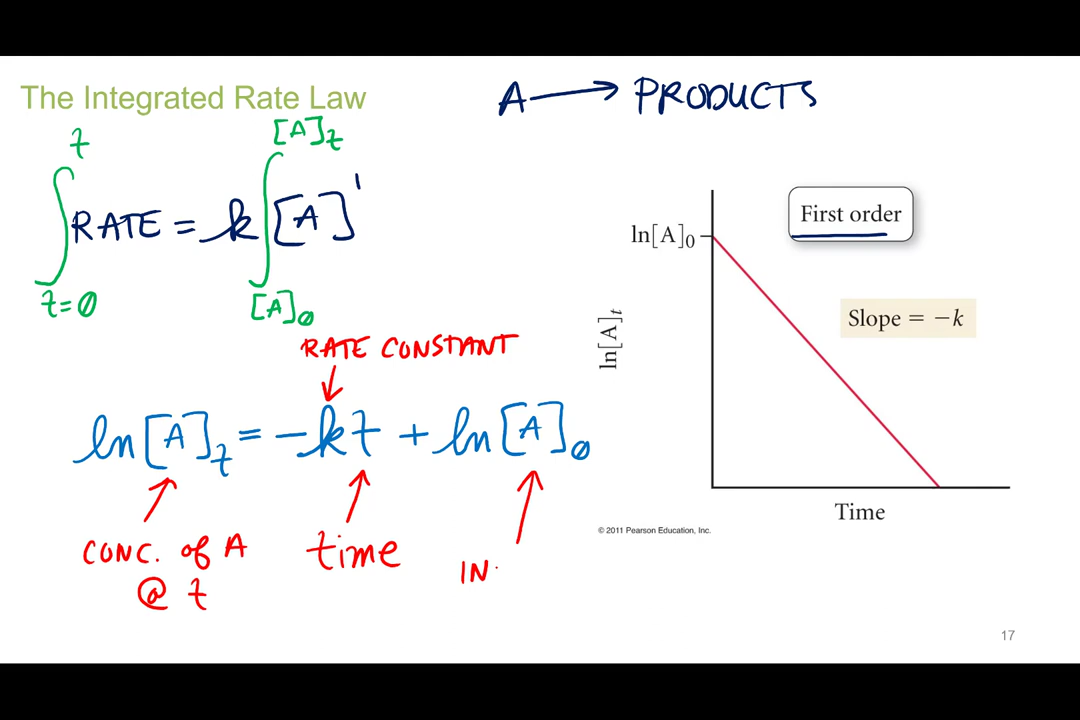 The Integrated Rate Law
A → PRODUCTS
t
[A]t
∫ RATE = k ∫ [A]¹
t=0
[A]0
RATE CONSTANT
ln[A]t = -kt + ln[A]0
CONC. of A
@ t
time
IN.
First order
ln[A]0
Slope = −k
ln[A]t
Time
© 2011 Pearson Education, Inc.
17